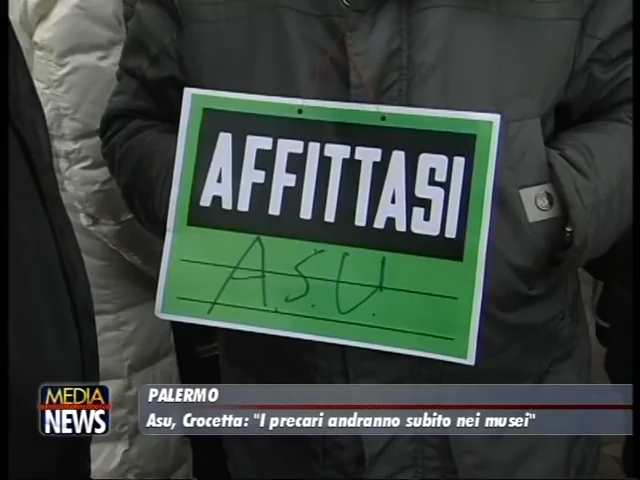 AFFITTASI
A.S.U.
MEDIA
NEWS
PALERMO
Asu, Crocetta: "I precari andranno subito nei musei"